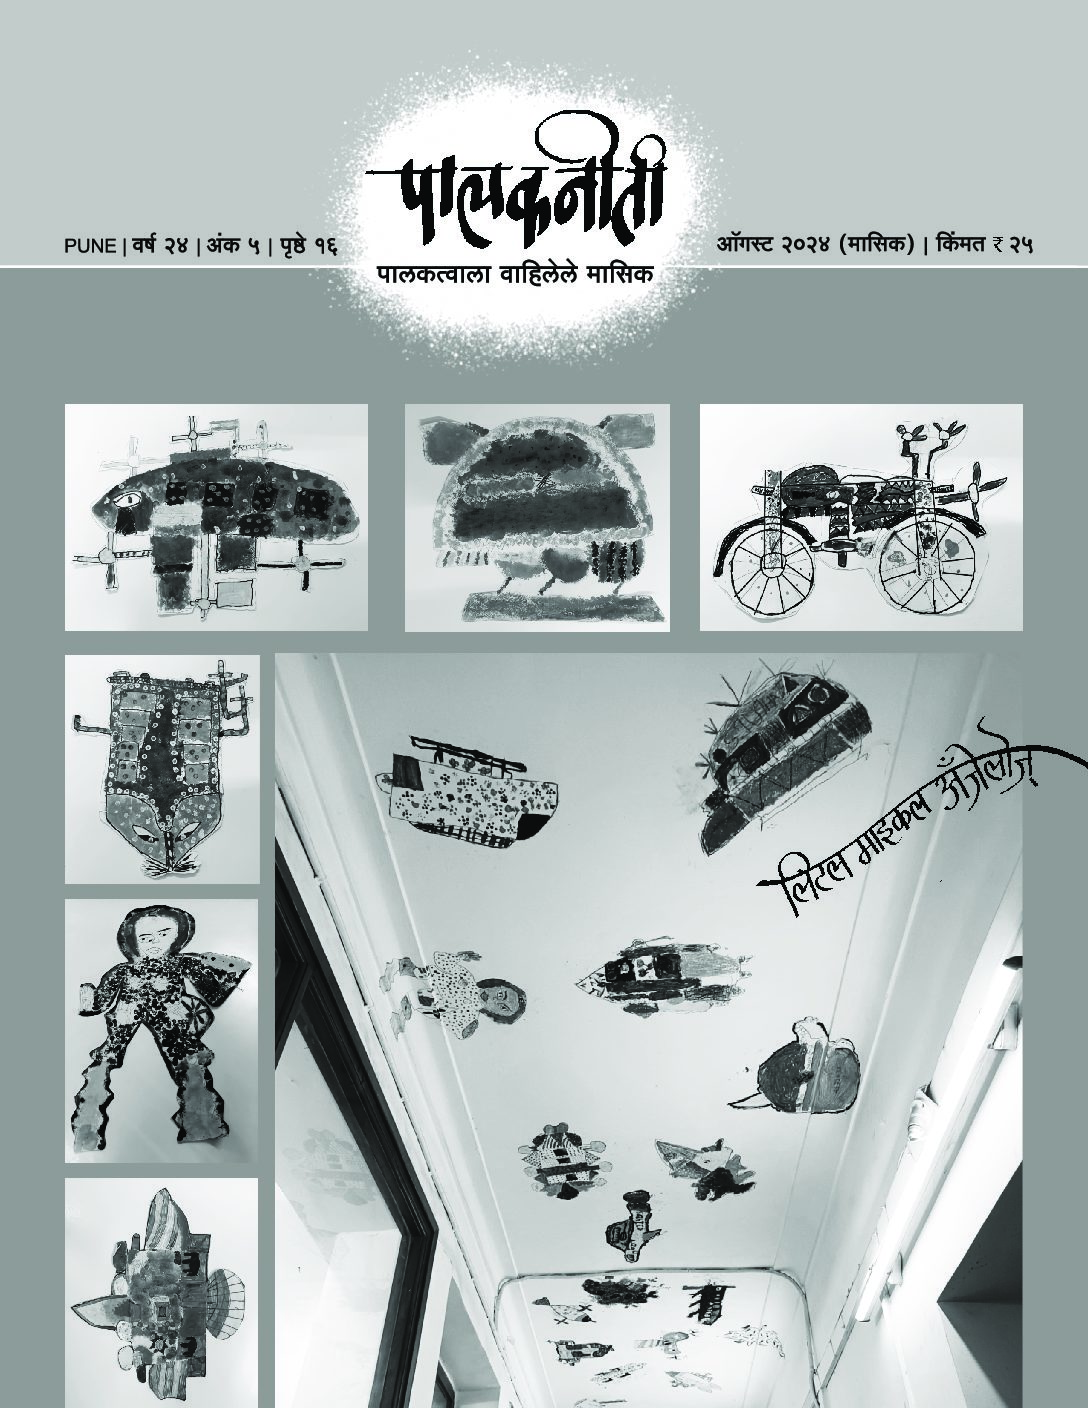 पालकनीती
PUNE | वर्ष २४ | अंक ५ | पृष्ठे १६
ऑगस्ट २०२४ (मासिक) | किंमत ₹ २५
पालकत्वाला वाहिलेले मासिक
लिटल माइकल अँजेलोज्